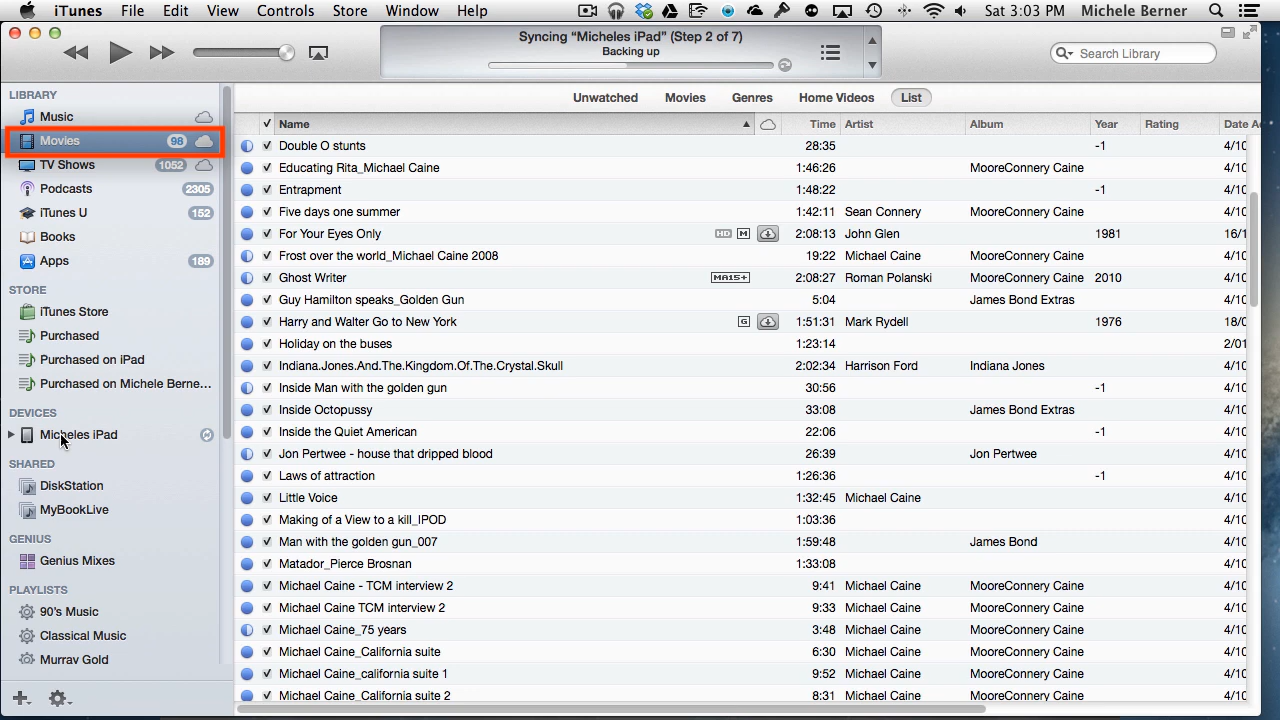 iTunes File Edit View Controls Store Window Help Sat 3:03 PM Michele Berner
Syncing “Micheles iPad” (Step 2 of 7)
Backing up
Search Library
LIBRARY
Music
Movies 98
TV Shows 1052
Podcasts 2305
iTunes U 152
Books
Apps 189
STORE
iTunes Store
Purchased
Purchased on iPad
Purchased on Michele Berne...
DEVICES
Micheles iPad
SHARED
DiskStation
MyBookLive
GENIUS
Genius Mixes
PLAYLISTS
90's Music
Classical Music
Murray Gold
Unwatched Movies Genres Home Videos List
Name Time Artist Album Year Rating Date A
Double O stunts 28:35 -1 4/10
Educating Rita_Michael Caine 1:46:26 MooreConnery Caine 4/10
Entrapment 1:48:22 -1 4/10
Five days one summer 1:42:11 Sean Connery MooreConnery Caine 4/10
For Your Eyes Only HD M 2:08:13 John Glen 1981 16/1
Frost over the world_Michael Caine 2008 19:22 Michael Caine MooreConnery Caine 4/10
Ghost Writer MA15+ 2:08:27 Roman Polanski MooreConnery Caine 2010 4/10
Guy Hamilton speaks_Golden Gun 5:04 James Bond Extras 4/10
Harry and Walter Go to New York G 1:51:31 Mark Rydell 1976 18/0
Holiday on the buses 1:23:14 2/01
Indiana.Jones.And.The.Kingdom.Of.The.Crystal.Skull 2:02:34 Harrison Ford Indiana Jones 4/10
Inside Man with the golden gun 30:56 -1 4/10
Inside Octopussy 33:08 James Bond Extras 4/10
Inside the Quiet American 22:06 -1 4/10
Jon Pertwee - house that dripped blood 26:39 Jon Pertwee 4/10
Laws of attraction 1:26:36 -1 4/10
Little Voice 1:32:45 Michael Caine 4/10
Making of a View to a kill_IPOD 1:03:36 4/10
Man with the golden gun_007 1:59:48 James Bond 4/10
Matador_Pierce Brosnan 1:33:08 4/10
Michael Caine - TCM interview 2 9:41 Michael Caine MooreConnery Caine 4/10
Michael Caine TCM interview 2 9:33 Michael Caine MooreConnery Caine 4/10
Michael Caine_75 years 3:48 Michael Caine MooreConnery Caine 4/10
Michael Caine_California suite 6:30 Michael Caine MooreConnery Caine 4/10
Michael Caine_california suite 1 9:52 Michael Caine MooreConnery Caine 4/10
Michael Caine_California suite 2 8:31 Michael Caine MooreConnery Caine 4/10